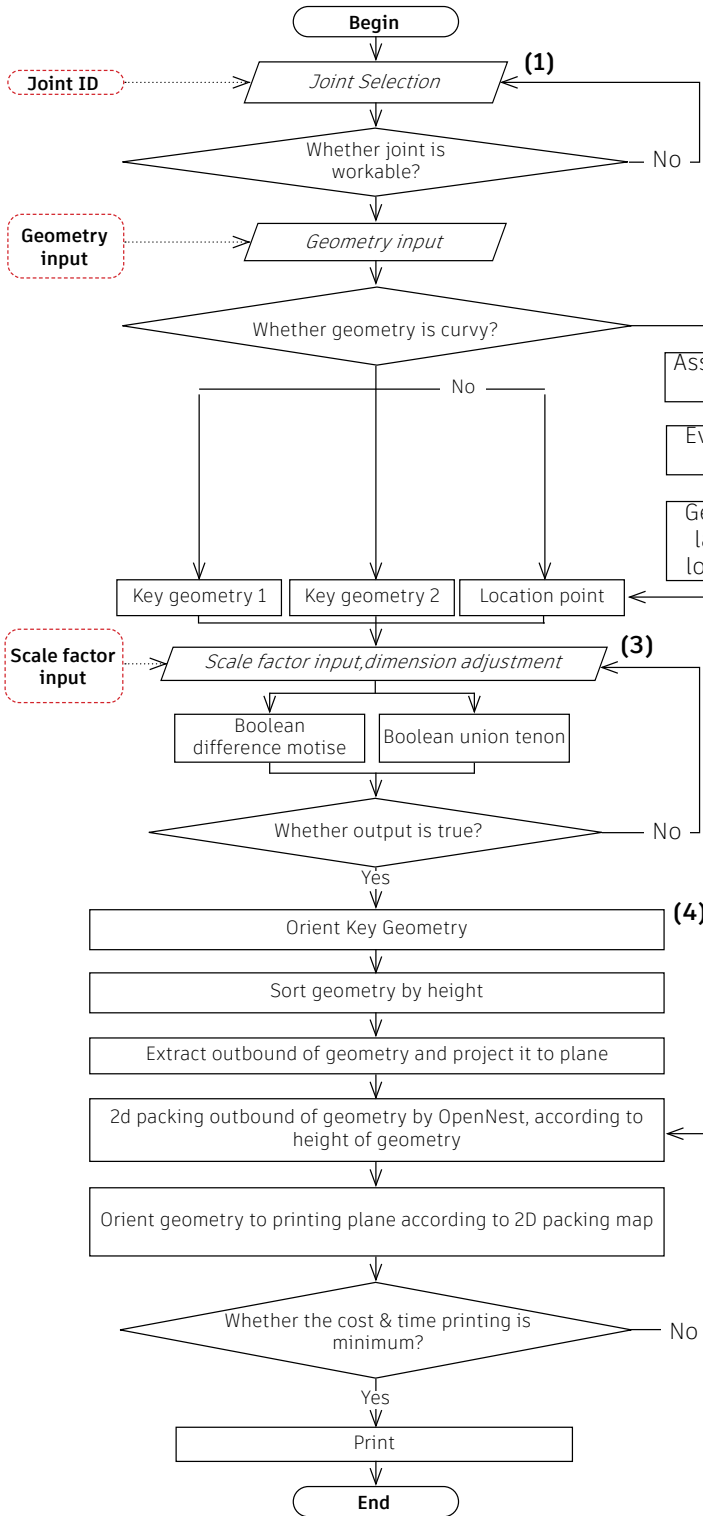 Begin
(1)
Joint ID
Joint Selection
Whether joint is
workable?
No
Geometry
input
Geometry input
Whether geometry is curvy?
No
Key geometry 1
Key geometry 2
Location point
Scale factor
input
(3)
Scale factor input,dimension adjustment
Boolean
difference motise
Boolean union tenon
Whether output is true?
No
Yes
(4)
Orient Key Geometry
Sort geometry by height
Extract outbound of geometry and project it to plane
2d packing outbound of geometry by OpenNest, according to
height of geometry
Orient geometry to printing plane according to 2D packing map
Whether the cost & time printing is
minimum?
No
Yes
Print
End